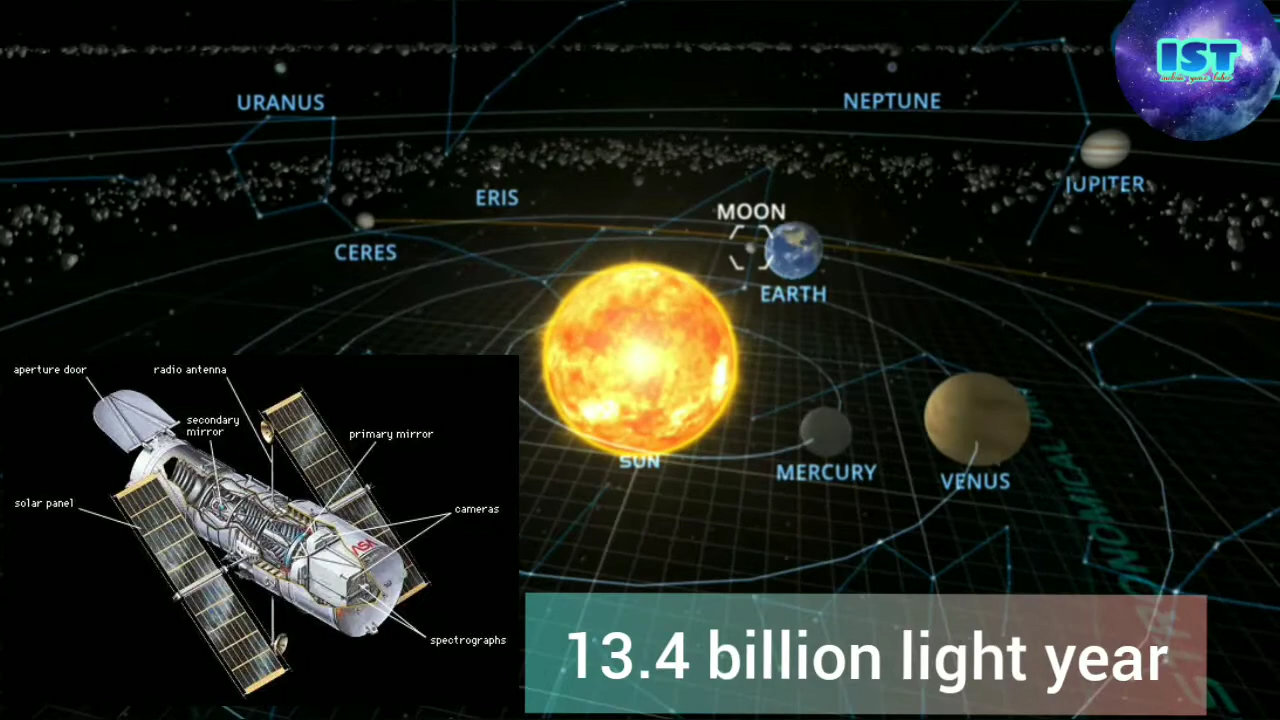 IST
URANUS
NEPTUNE
JUPITER
ERIS
MOON
CERES
EARTH
SUN
MERCURY
VENUS
aperture door
radio antenna
secondary
mirror
primary mirror
solar panel
cameras
spectrographs
13.4 billion light year